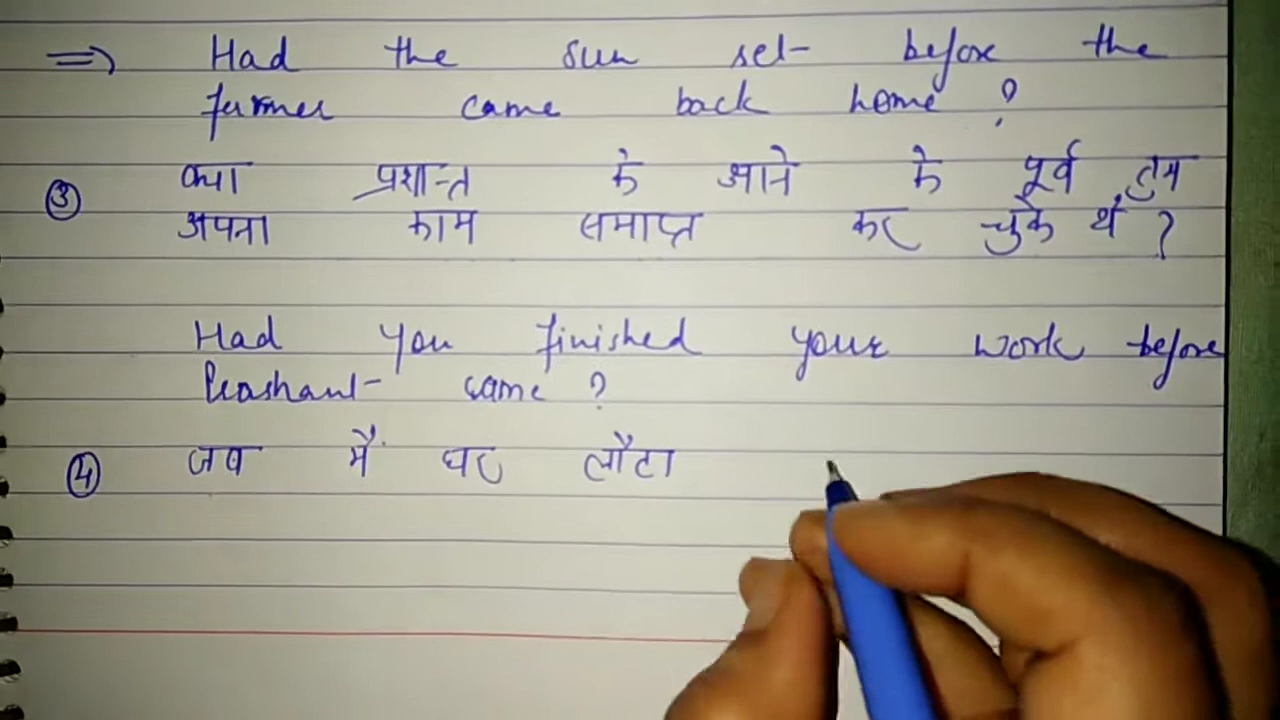 ⇒ Had the sun set before the
farmer came back home ?
③ क्या प्रशान्त के आने के पूर्व तुम
अपना काम समाप्त कर चुके थे ?
Had you finished your work before
Prashant came ?
④ जब मैं घर लौटा